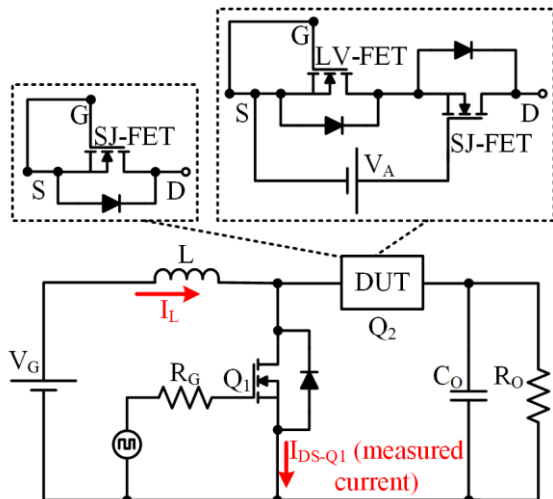 G
SJ-FET
S
D
G
LV-FET
S
D
SJ-FET
V_A
L
I_L
DUT
Q_2
V_G
R_G
Q_1
C_O
R_O
I_DS-Q1 (measured
current)